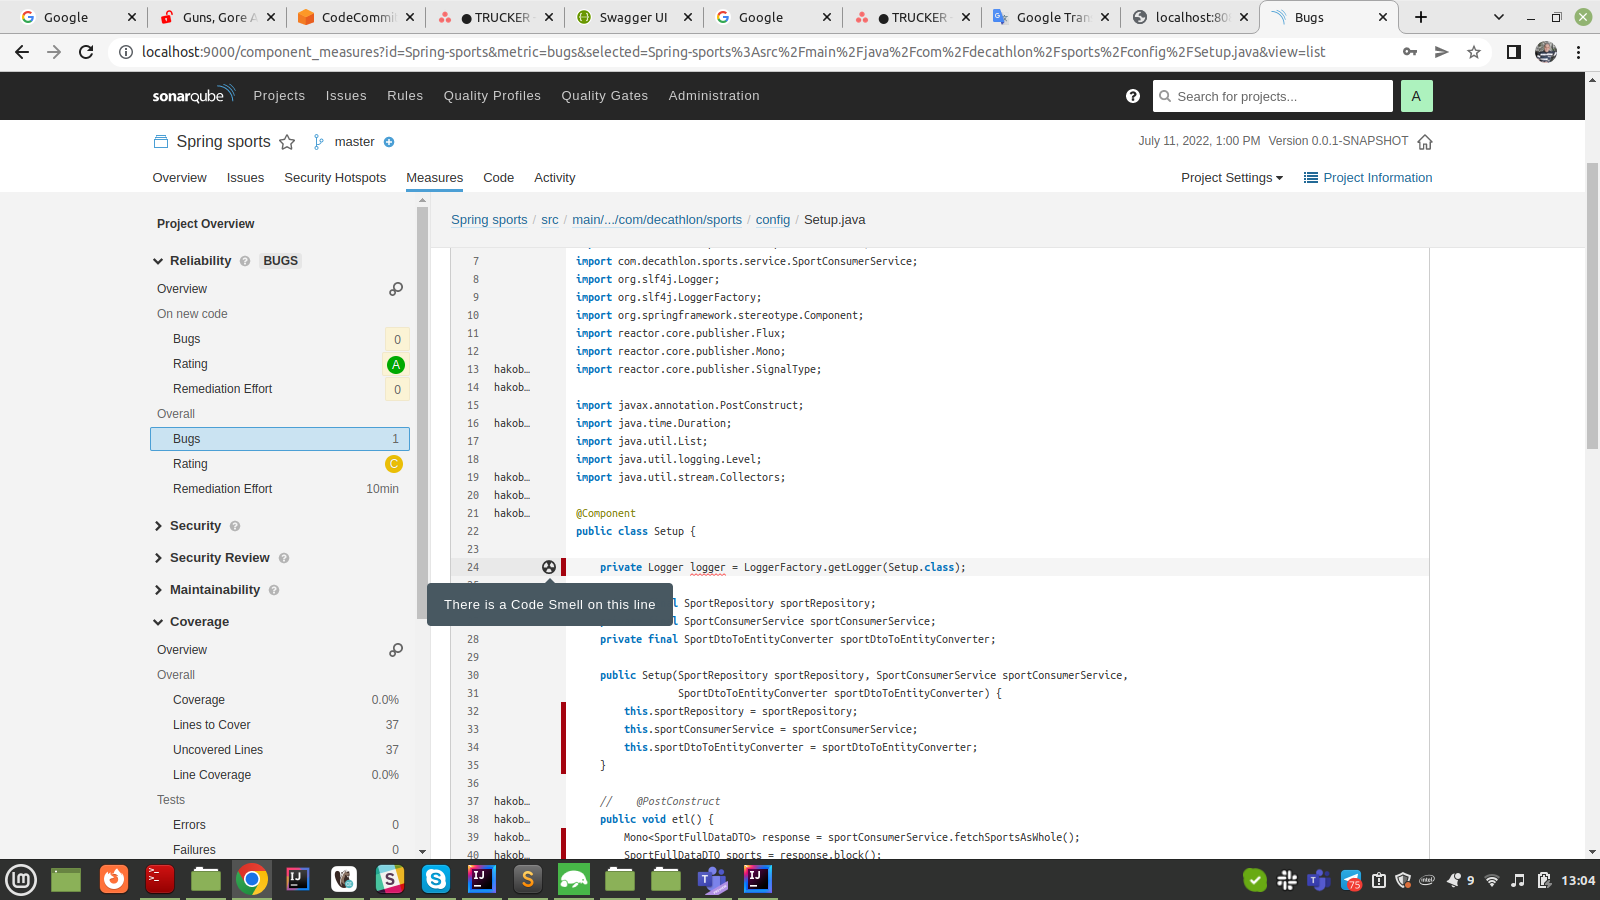 Google
Guns, Gore A
CodeCommit
● TRUCKER
Swagger UI
Google
● TRUCKER
Google Tran
localhost:808
Bugs
localhost:9000/component_measures?id=Spring-sports&metric=bugs&selected=Spring-sports%3Asrc%2Fmain%2Fjava%2Fcom%2Fdecathlon%2Fsports%2Fconfig%2FSetup.java&view=list
sonarqube Projects Issues Rules Quality Profiles Quality Gates Administration
Search for projects...
A
Spring sports master
July 11, 2022, 1:00 PM Version 0.0.1-SNAPSHOT
Overview Issues Security Hotspots Measures Code Activity
Project Settings Project Information
Project Overview
Reliability BUGS
Overview
On new code
Bugs 0
Rating A
Remediation Effort 0
Overall
Bugs 1
Rating C
Remediation Effort 10min
Security
Security Review
Maintainability
Coverage
Overview
Overall
Coverage 0.0%
Lines to Cover 37
Uncovered Lines 37
Line Coverage 0.0%
Tests
Errors 0
Failures 0
Spring sports / src / main/.../com/decathlon/sports / config / Setup.java
7 import com.decathlon.sports.service.SportConsumerService;
8 import org.slf4j.Logger;
9 import org.slf4j.LoggerFactory;
10 import org.springframework.stereotype.Component;
11 import reactor.core.publisher.Flux;
12 import reactor.core.publisher.Mono;
13 hakob… import reactor.core.publisher.SignalType;
14 hakob…
15 import javax.annotation.PostConstruct;
16 hakob… import java.time.Duration;
17 import java.util.List;
18 import java.util.logging.Level;
19 hakob… import java.util.stream.Collectors;
20 hakob…
21 hakob… @Component
22 public class Setup {
23
24 private Logger logger = LoggerFactory.getLogger(Setup.class);
There is a Code Smell on this line
SportRepository sportRepository;
SportConsumerService sportConsumerService;
28 private final SportDtoToEntityConverter sportDtoToEntityConverter;
29
30 public Setup(SportRepository sportRepository, SportConsumerService sportConsumerService,
31 SportDtoToEntityConverter sportDtoToEntityConverter) {
32 this.sportRepository = sportRepository;
33 this.sportConsumerService = sportConsumerService;
34 this.sportDtoToEntityConverter = sportDtoToEntityConverter;
35 }
36
37 hakob… // @PostConstruct
38 hakob… public void etl() {
39 hakob… Mono<SportFullDataDTO> response = sportConsumerService.fetchSportsAsWhole();
40 hakob… SportFullDataDTO sports = response.block();
75
9
13:04